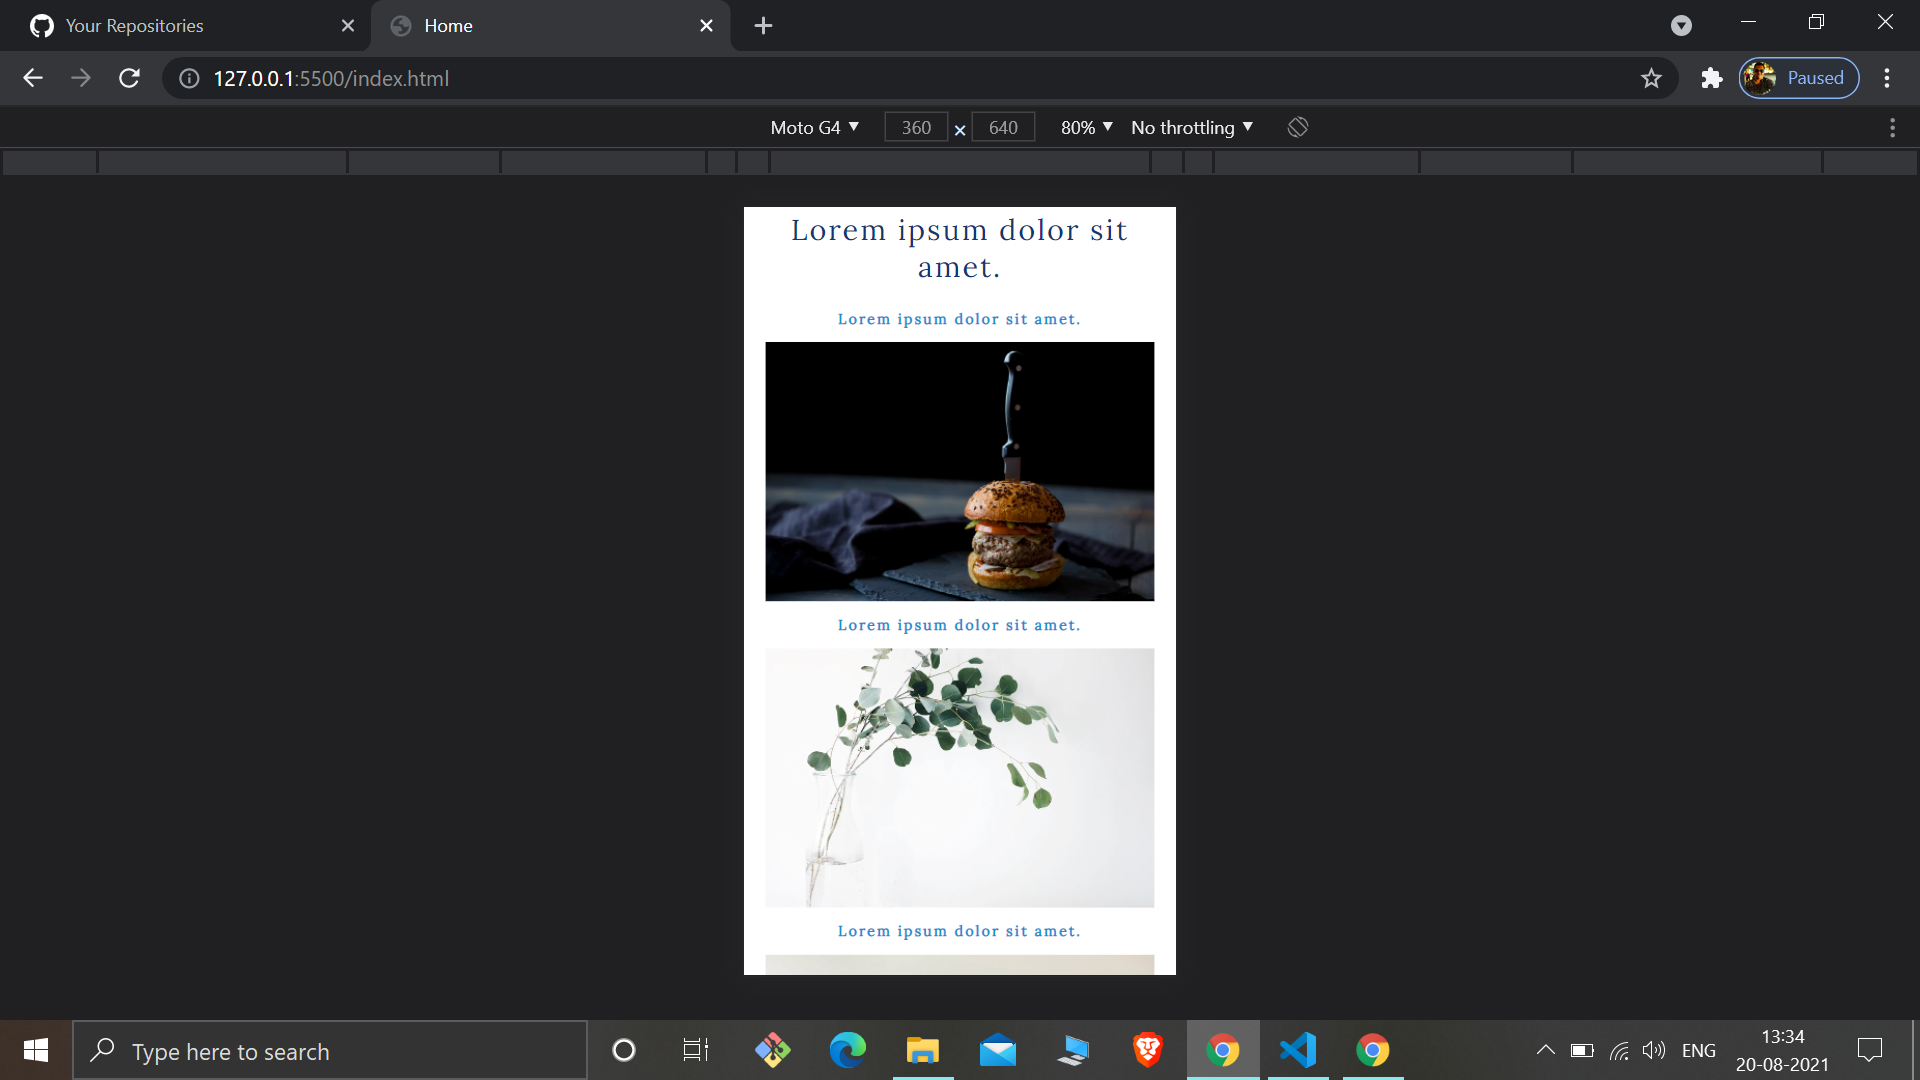 Your Repositories
Home
127.0.0.1:5500/index.html
Paused
Moto G4 360 × 640 80% No throttling
Lorem ipsum dolor sit
amet.
Lorem ipsum dolor sit amet.
Lorem ipsum dolor sit amet.
Lorem ipsum dolor sit amet.
Type here to search
ENG
13:34
20-08-2021